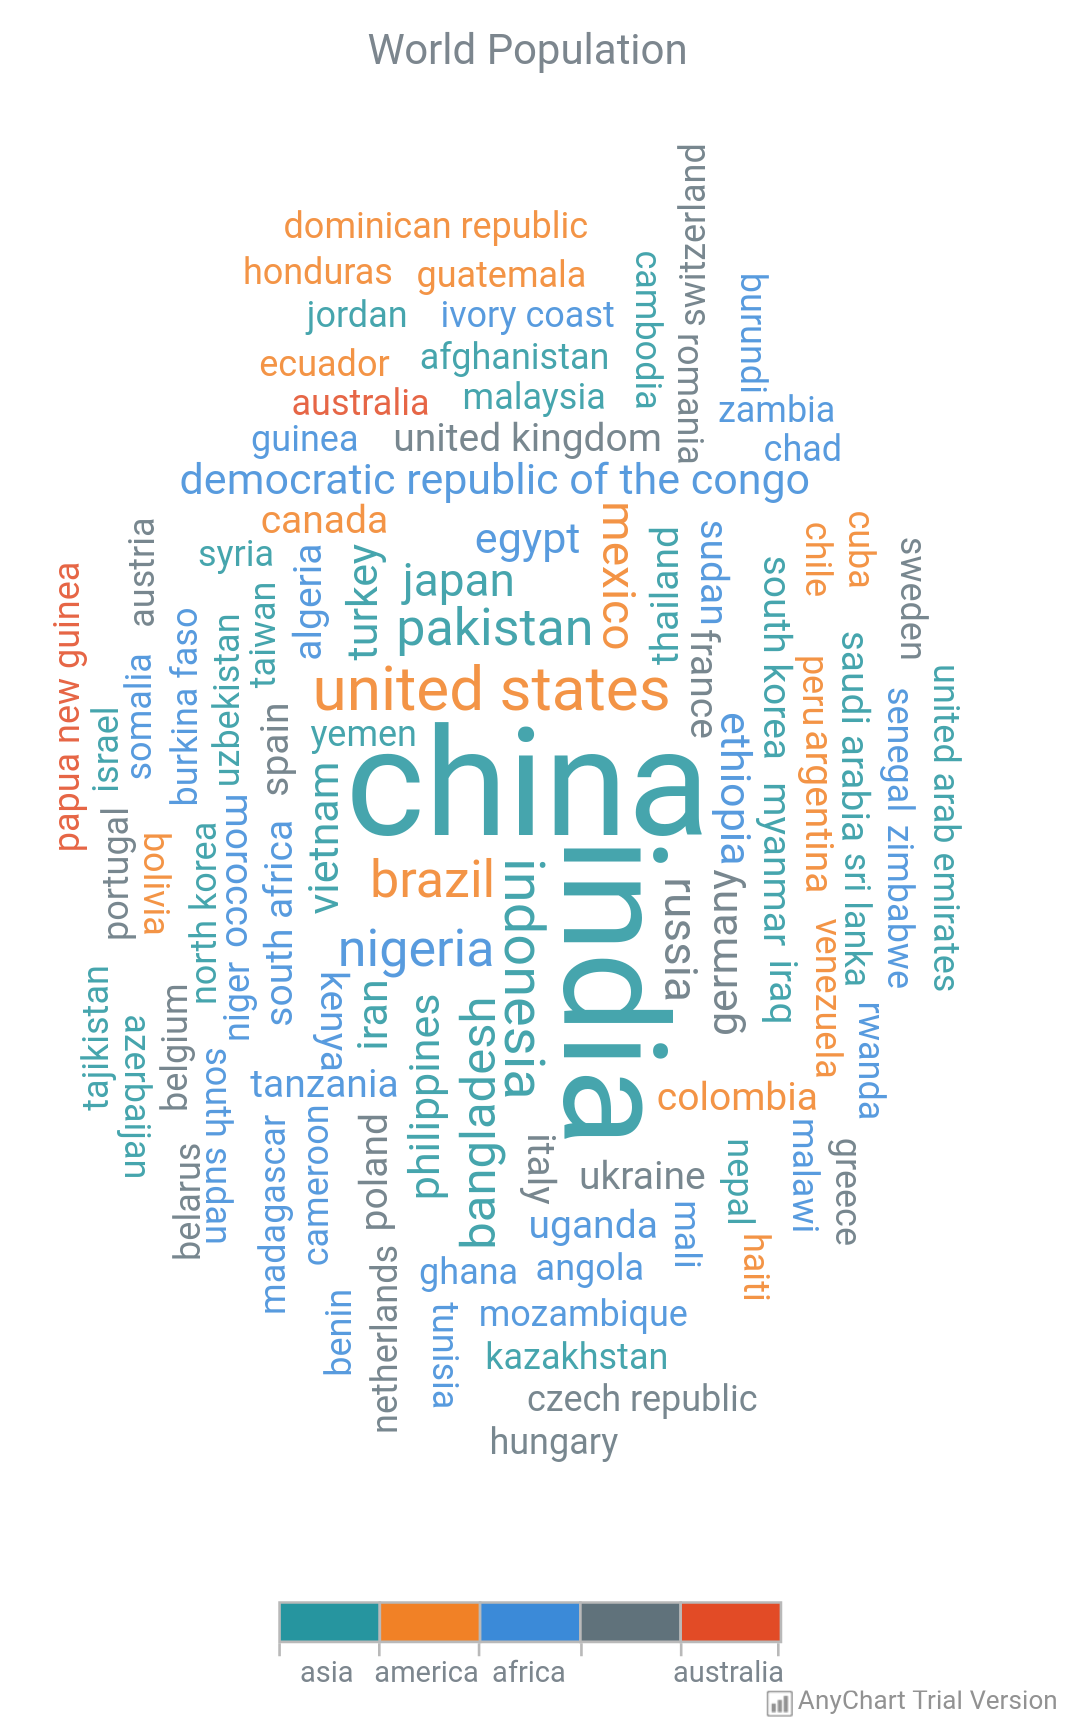 World Population
switzerland
dominican republic
cambodia
honduras
guatemala
burundi
jordan
ivory coast
romania
ecuador
afghanistan
australia
malaysia
zambia
guinea
united kingdom
chad
democratic republic of the congo
canada
mexico
egypt
cuba
chile
sudan
thailand
austria
syria
algeria
turkey
japan
south korea
sweden
papua new guinea
taiwan
pakistan
burkina faso
uzbekistan
france
saudi arabia
somalia
united states
peru
united arab emirates
senegal
israel
spain
yemen
china
ethiopia
argentina
vietnam
myanmar
morocco
portugal
bolivia
north korea
south africa
brazil
indonesia
india
russia
germany
sri lanka
zimbabwe
nigeria
venezuela
niger
iraq
tajikistan
belgium
kenya
iran
philippines
bangladesh
rwanda
azerbaijan
south sudan
tanzania
colombia
madagascar
cameroon
poland
italy
ukraine
nepal
malawi
greece
belarus
uganda
mali
haiti
netherlands
ghana
angola
benin
tunisia
mozambique
kazakhstan
czech republic
hungary
asia america africa australia
AnyChart Trial Version